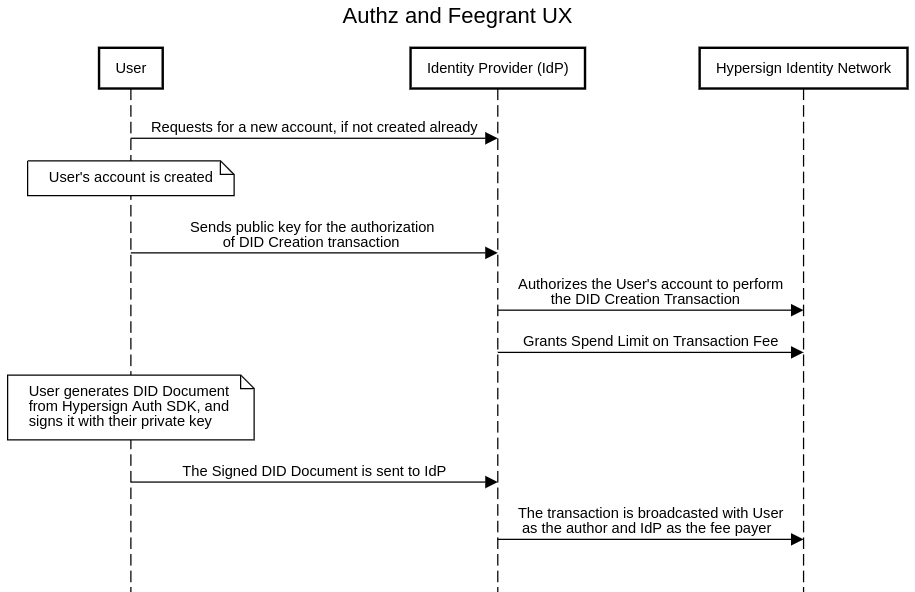 Authz and Feegrant UX
User
Identity Provider (IdP)
Hypersign Identity Network
Requests for a new account, if not created already
User's account is created
Sends public key for the authorization
of DID Creation transaction
Authorizes the User's account to perform
the DID Creation Transaction
Grants Spend Limit on Transaction Fee
User generates DID Document
from Hypersign Auth SDK, and
signs it with their private key
The Signed DID Document is sent to IdP
The transaction is broadcasted with User
as the author and IdP as the fee payer